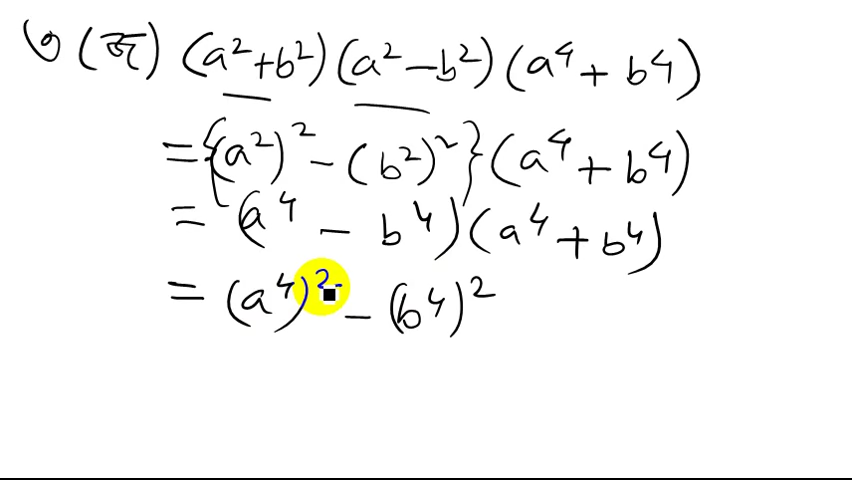 ৩ (জ) (a²+b²)(a²-b²)(a⁴+b⁴)
={(a²)²-(b²)²}(a⁴+b⁴)
=(a⁴-b⁴)(a⁴+b⁴)
=(a⁴)²-(b⁴)²